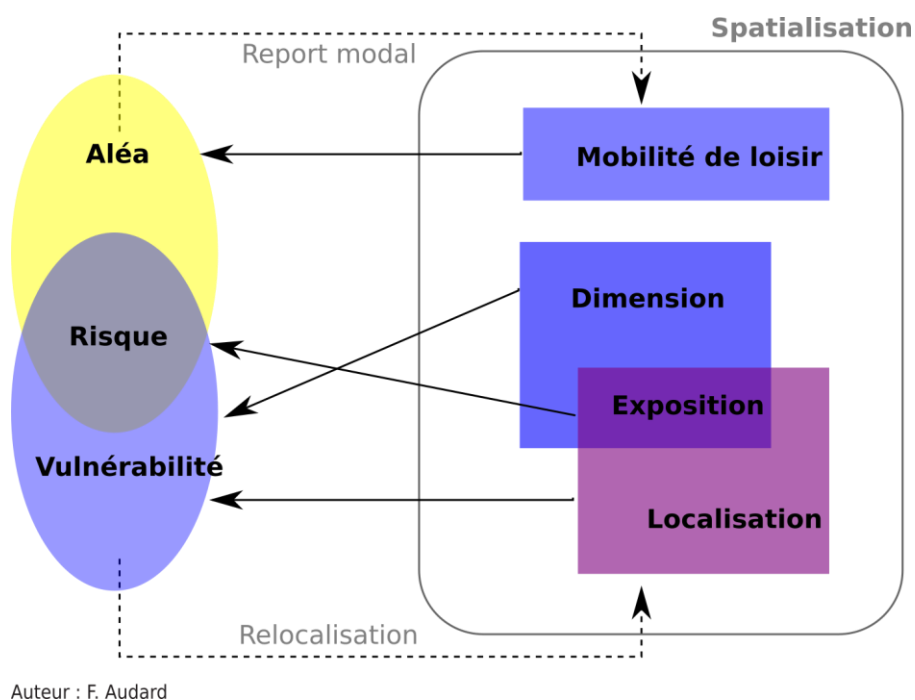 Spatialisation
Report modal
Aléa
Mobilité de loisir
Dimension
Risque
Exposition
Vulnérabilité
Localisation
Relocalisation
Auteur : F. Audard